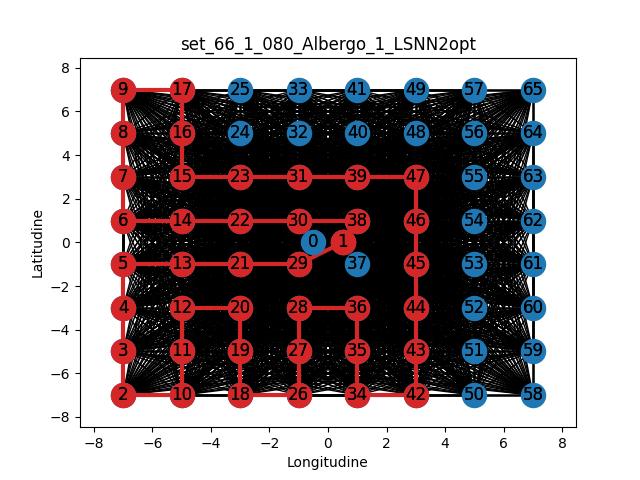 set_66_1_080_Albergo_1_LSNN2opt
8
9 17 25 33 41 49 57 65
6
8 16 24 32 40 48 56 64
4
7 15 23 31 39 47 55 63
2
6 14 22 30 38 46 54 62
Latitudine
0
0 1
5 13 21 29 37 45 53 61
−2
4 12 20 28 36 44 52 60
−4
3 11 19 27 35 43 51 59
−6
2 10 18 26 34 42 50 58
−8
−8 −6 −4 −2 0 2 4 6 8
Longitudine